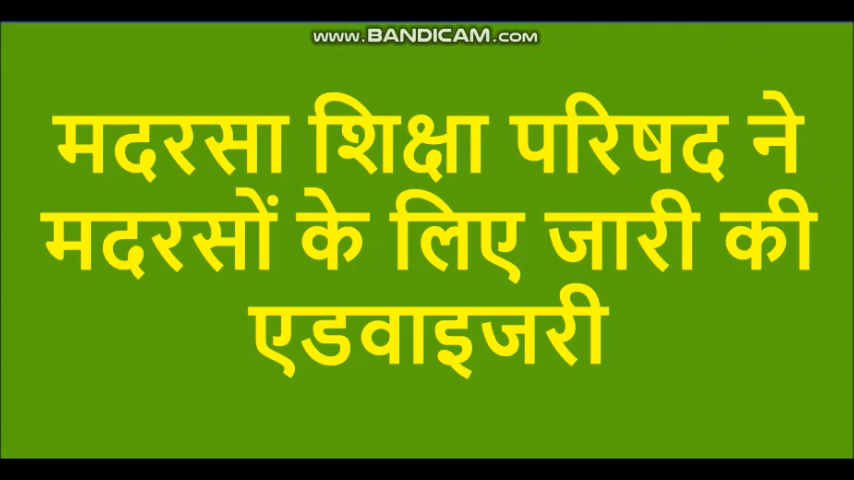 www.BANDICAM.com
मदरसा शिक्षा परिषद ने
मदरसों के लिए जारी की
एडवाइजरी